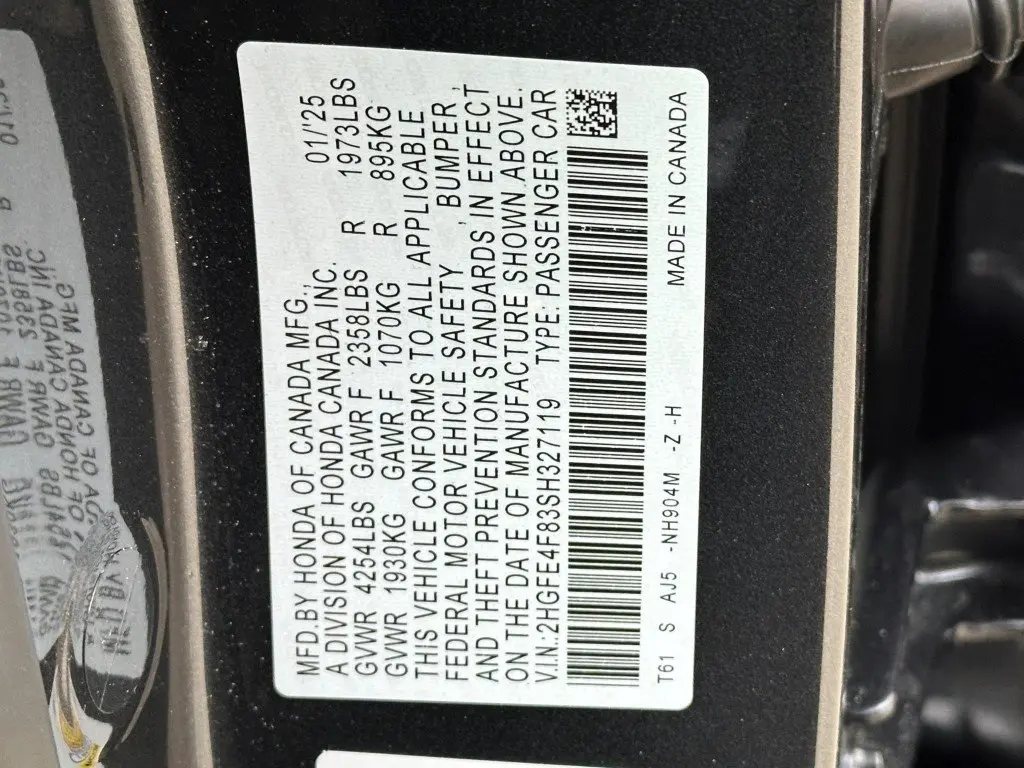 MFD.BY HONDA OF CANADA MFG., 01/'25
A DIVISION OF HONDA CANADA INC.
GVWR 4254LBS GAWR F 2358LBS R 1973LBS
GVWR 1930KG GAWR F 1070KG R 895KG
THIS VEHICLE CONFORMS TO ALL APPLICABLE
FEDERAL MOTOR VEHICLE SAFETY , BUMPER ,
AND THEFT PREVENTION STANDARDS IN EFFECT
ON THE DATE OF MANUFACTURE SHOWN ABOVE.
V.I.N.2HGFE4F83SH327119 TYPE: PASSENGER CAR
T61 S AJ5 -NH904M -Z -H MADE IN CANADA